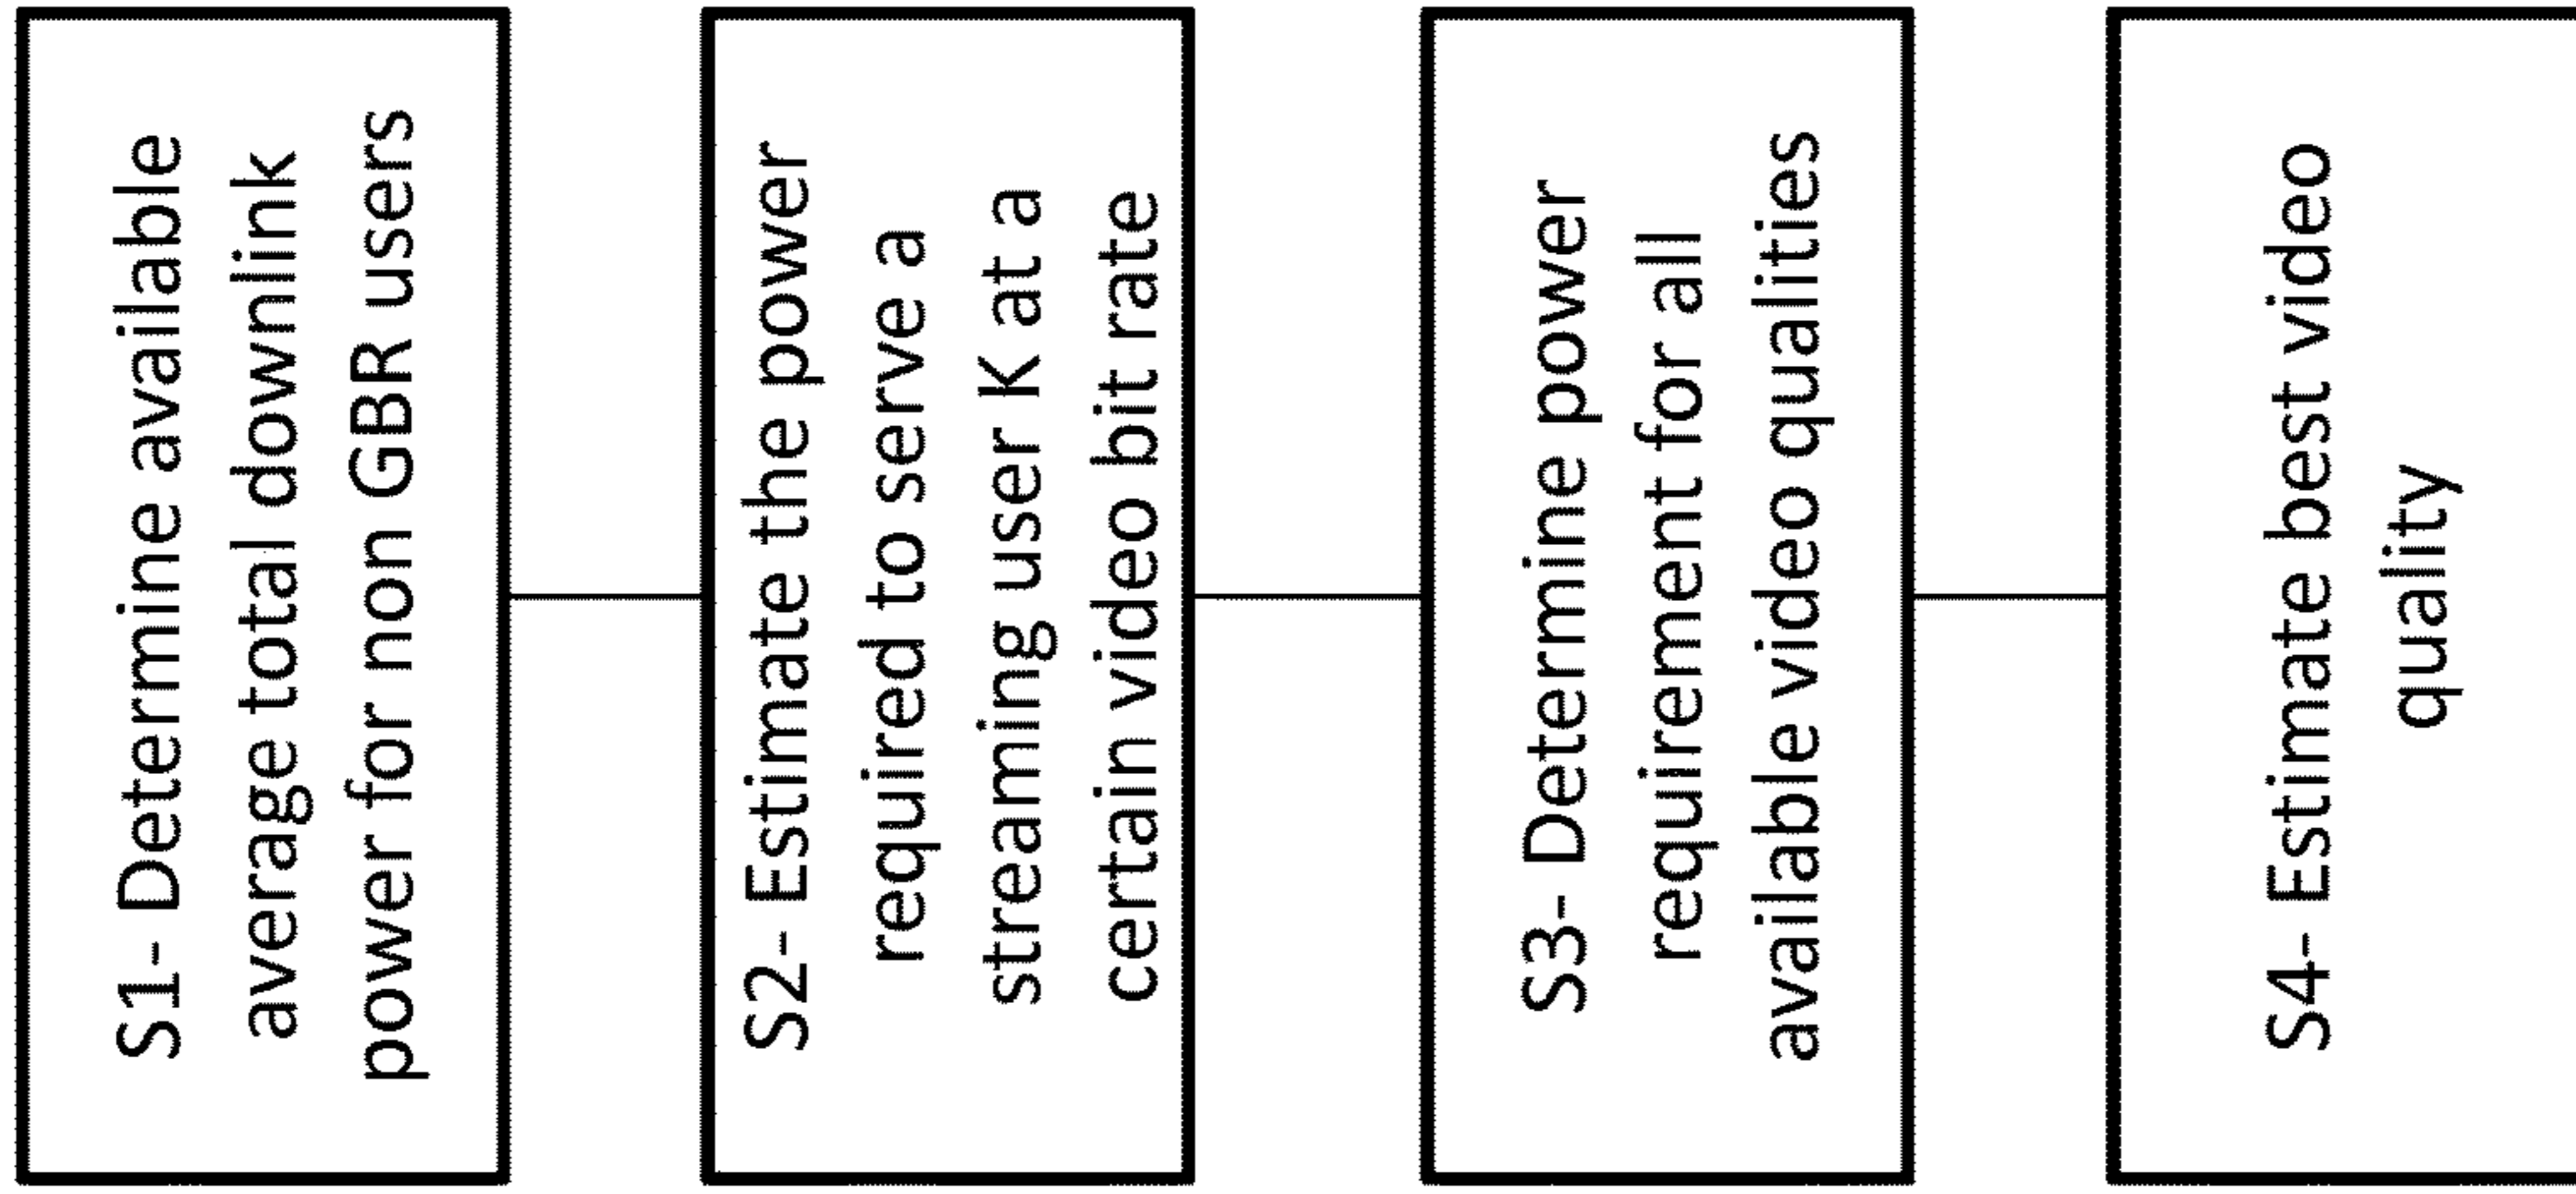 S1- Determine available
average total downlink
power for non GBR users
S2- Estimate the power
required to serve a
streaming user K at a
certain video bit rate
S3- Determine power
requirement for all
available video qualities
S4- Estimate best video
quality